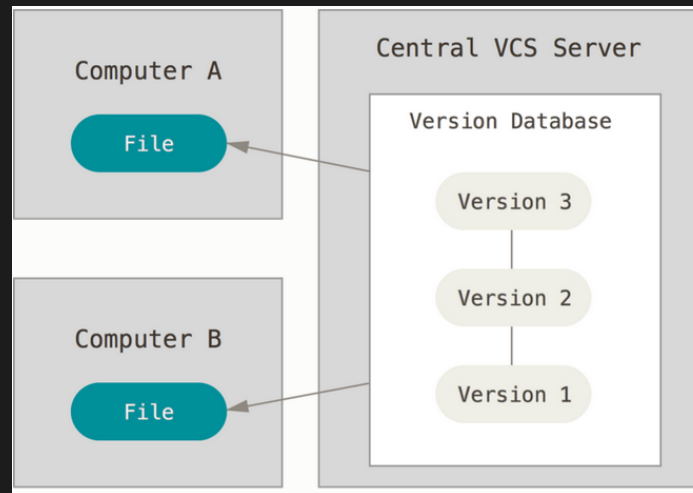 Computer A
File
Computer B
File
Central VCS Server
Version Database
Version 3
Version 2
Version 1